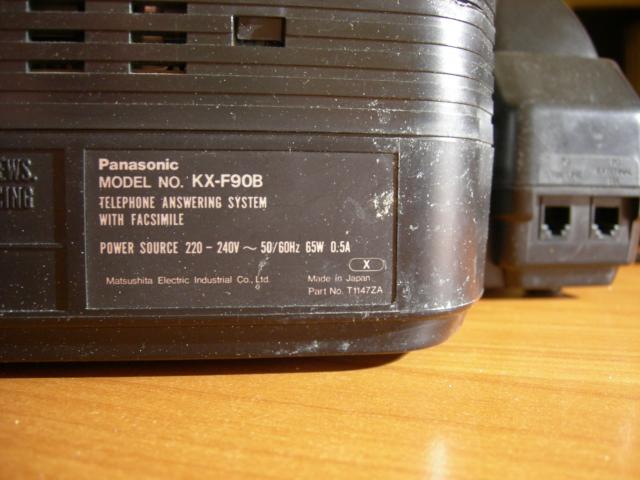 Panasonic
MODEL NO. KX-F90B
TELEPHONE ANSWERING SYSTEM
WITH FACSIMILE
POWER SOURCE 220 - 240V ~ 50/60Hz 65W 0.5A
X
Matsushita Electric Industrial Co., Ltd.
Made in Japan
Part No. T1147ZA